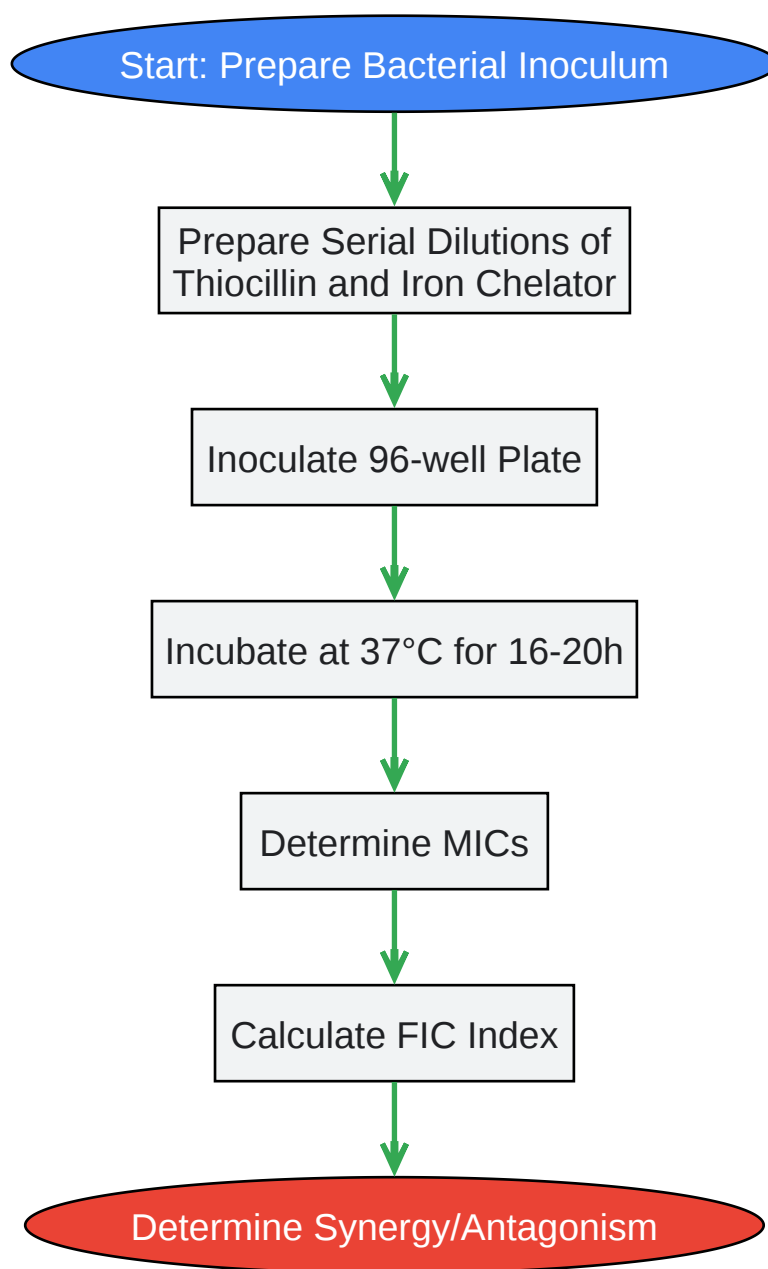 Start: Prepare Bacterial Inoculum
Prepare Serial Dilutions of
Thiocillin and Iron Chelator
Inoculate 96-well Plate
Incubate at 37°C for 16-20h
Determine MICs
Calculate FIC Index
Determine Synergy/Antagonism